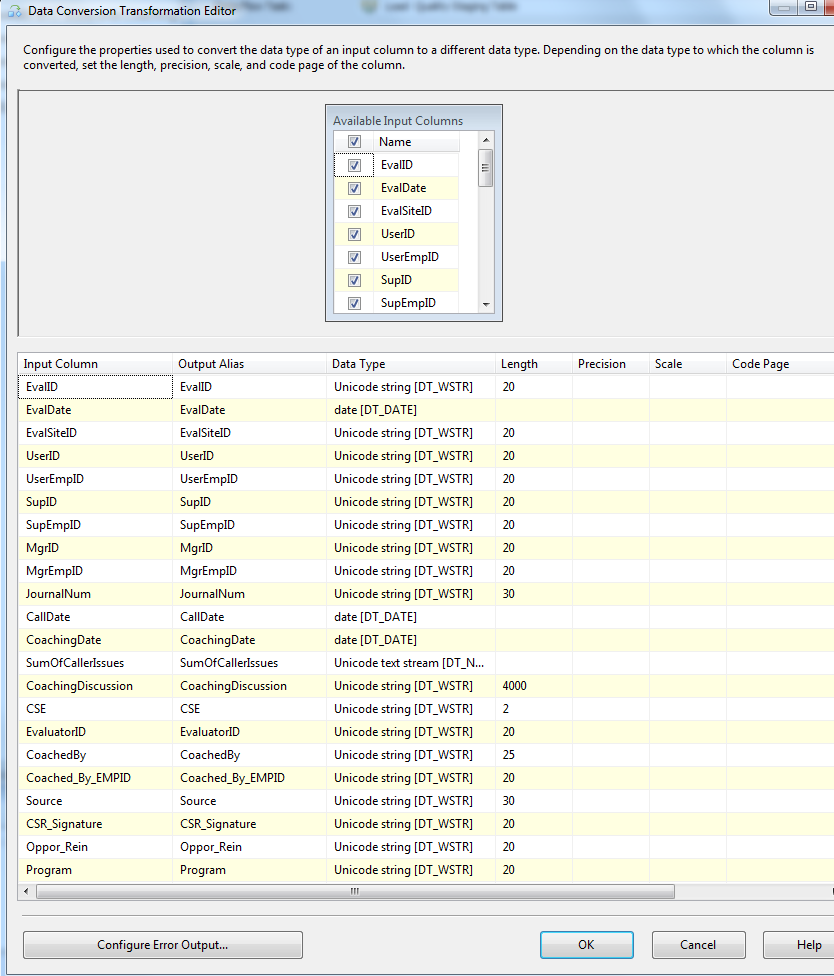 Data Conversion Transformation Editor
Configure the properties used to convert the data type of an input column to a different data type. Depending on the data type to which the column is
converted, set the length, precision, scale, and code page of the column.
Available Input Columns
Name
EvalID
EvalDate
EvalSiteID
UserID
UserEmpID
SupID
SupEmpID
Input Column Output Alias Data Type Length Precision Scale Code Page
EvalID EvalID Unicode string [DT_WSTR] 20
EvalDate EvalDate date [DT_DATE]
EvalSiteID EvalSiteID Unicode string [DT_WSTR] 20
UserID UserID Unicode string [DT_WSTR] 20
UserEmpID UserEmpID Unicode string [DT_WSTR] 20
SupID SupID Unicode string [DT_WSTR] 20
SupEmpID SupEmpID Unicode string [DT_WSTR] 20
MgrID MgrID Unicode string [DT_WSTR] 20
MgrEmpID MgrEmpID Unicode string [DT_WSTR] 20
JournalNum JournalNum Unicode string [DT_WSTR] 30
CallDate CallDate date [DT_DATE]
CoachingDate CoachingDate date [DT_DATE]
SumOfCallerIssues SumOfCallerIssues Unicode text stream [DT_N...
CoachingDiscussion CoachingDiscussion Unicode string [DT_WSTR] 4000
CSE CSE Unicode string [DT_WSTR] 2
EvaluatorID EvaluatorID Unicode string [DT_WSTR] 20
CoachedBy CoachedBy Unicode string [DT_WSTR] 25
Coached_By_EMPID Coached_By_EMPID Unicode string [DT_WSTR] 20
Source Source Unicode string [DT_WSTR] 30
CSR_Signature CSR_Signature Unicode string [DT_WSTR] 20
Oppor_Rein Oppor_Rein Unicode string [DT_WSTR] 20
Program Program Unicode string [DT_WSTR] 20
Configure Error Output... OK Cancel Help